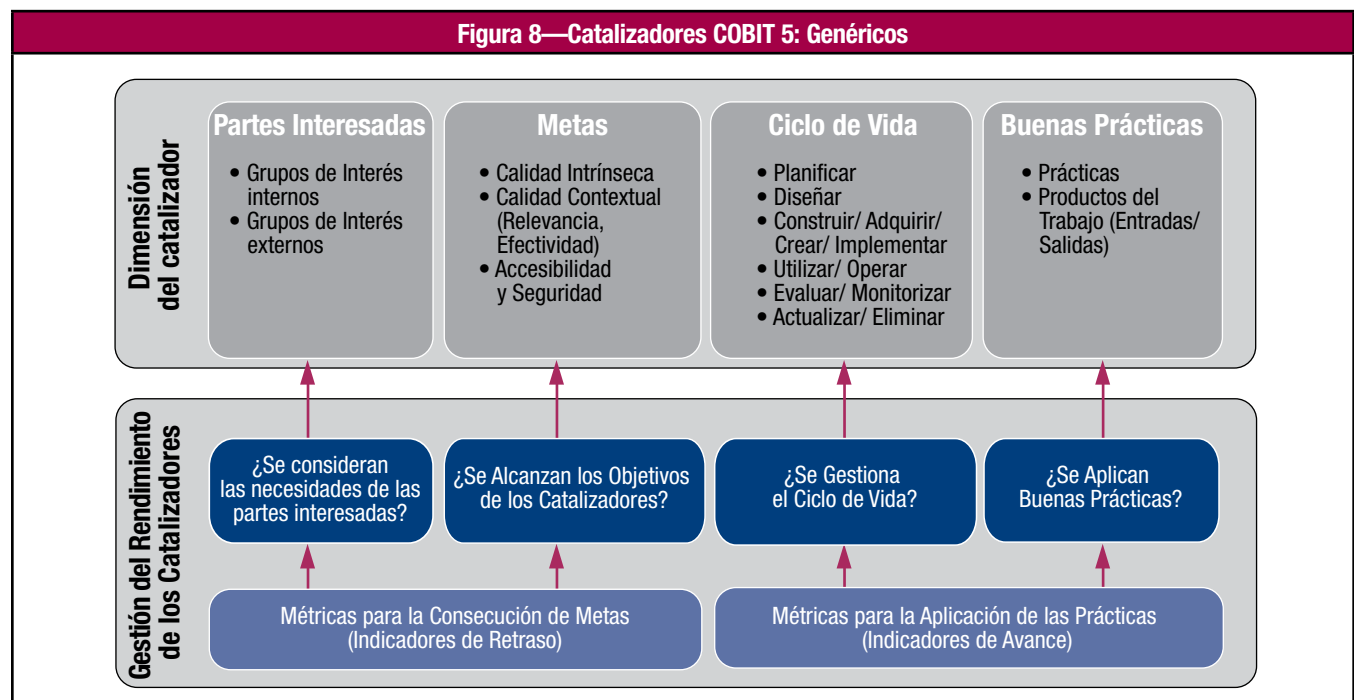 Figura 8—Catalizadores COBIT 5: Genéricos
Dimensión
del catalizador
Partes Interesadas
• Grupos de Interés
internos
• Grupos de Interés
externos
Metas
• Calidad Intrínseca
• Calidad Contextual
(Relevancia,
Efectividad)
• Accesibilidad
y Seguridad
Ciclo de Vida
• Planificar
• Diseñar
• Construir/ Adquirir/
Crear/ Implementar
• Utilizar/ Operar
• Evaluar/ Monitorizar
• Actualizar/ Eliminar
Buenas Prácticas
• Prácticas
• Productos del
Trabajo (Entradas/
Salidas)
Gestión del Rendimiento
de los Catalizadores
¿Se consideran
las necesidades de las
partes interesadas?
¿Se Alcanzan los Objetivos
de los Catalizadores?
¿Se Gestiona
el Ciclo de Vida?
¿Se Aplican
Buenas Prácticas?
Métricas para la Consecución de Metas
(Indicadores de Retraso)
Métricas para la Aplicación de las Prácticas
(Indicadores de Avance)